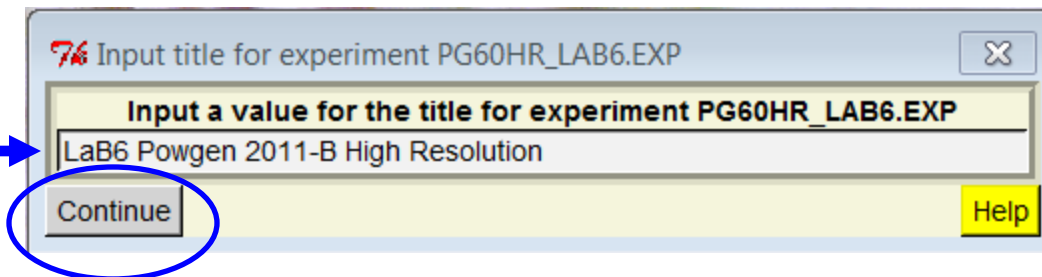 Input title for experiment PG60HR_LAB6.EXP
Input a value for the title for experiment PG60HR_LAB6.EXP
LaB6 Powgen 2011-B High Resolution
Continue
Help